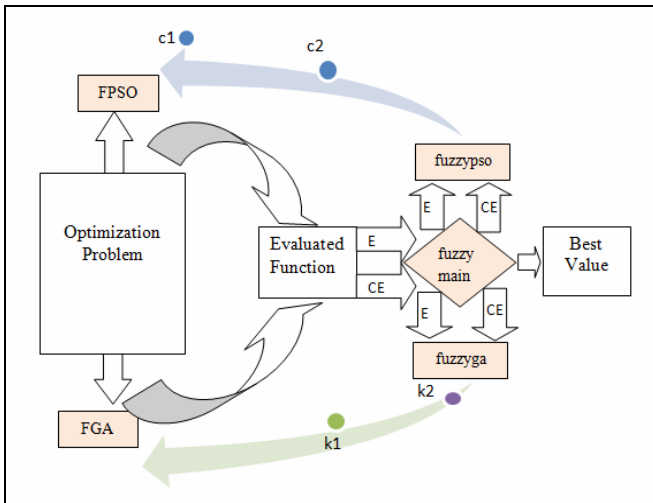 c1
c2
FPSO
fuzzypso
E
CE
Optimization
Problem
Evaluated
Function
E
CE
fuzzy
main
Best
Value
E
CE
fuzzyga
k2
FGA
k1